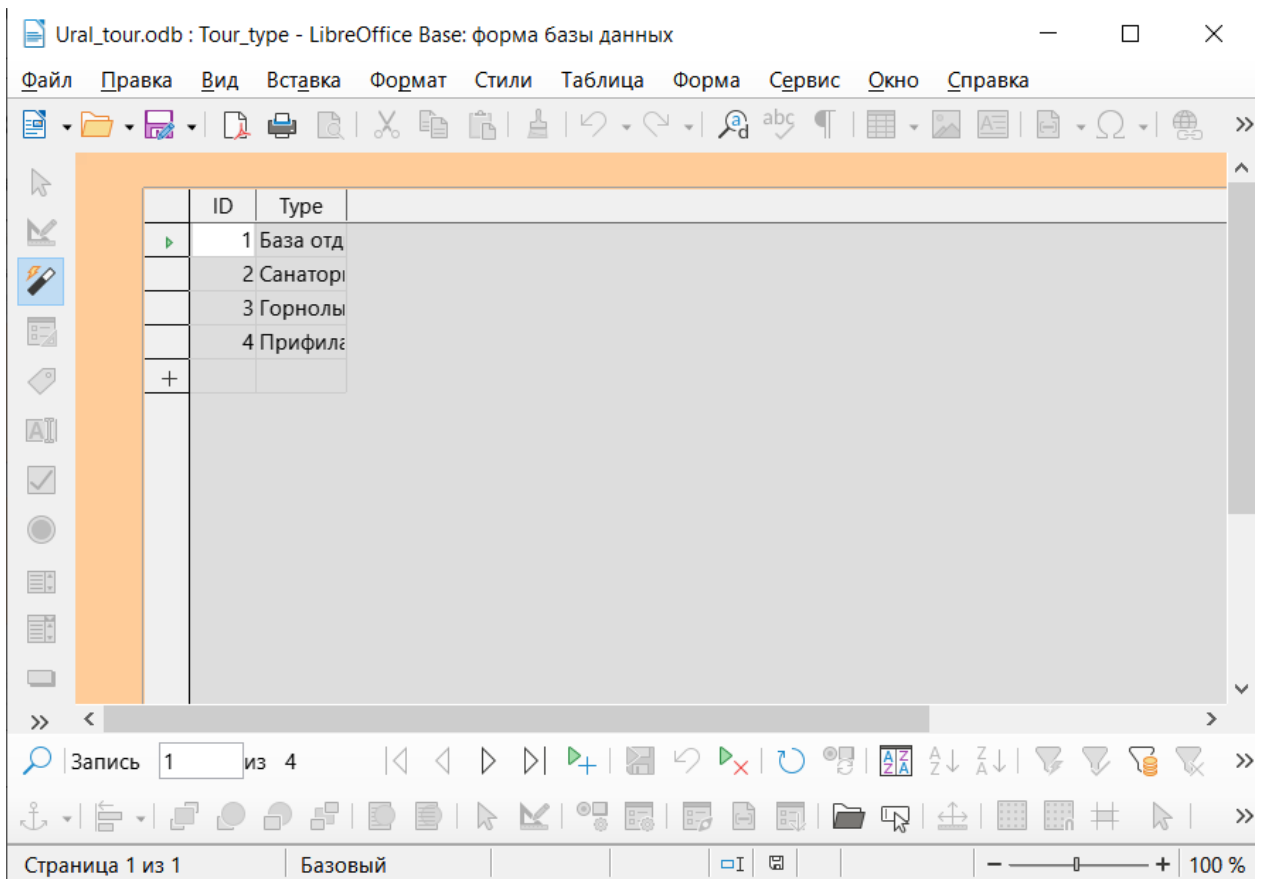 Ural_tour.odb : Tour_type - LibreOffice Base: форма базы данных
Файл Правка Вид Вставка Формат Стили Таблица Форма Сервис Окно Справка
ID Type
1 База отд
2 Санатор
3 Горнолы
4 Прифила
Запись 1 из 4
Страница 1 из 1 Базовый 100 %